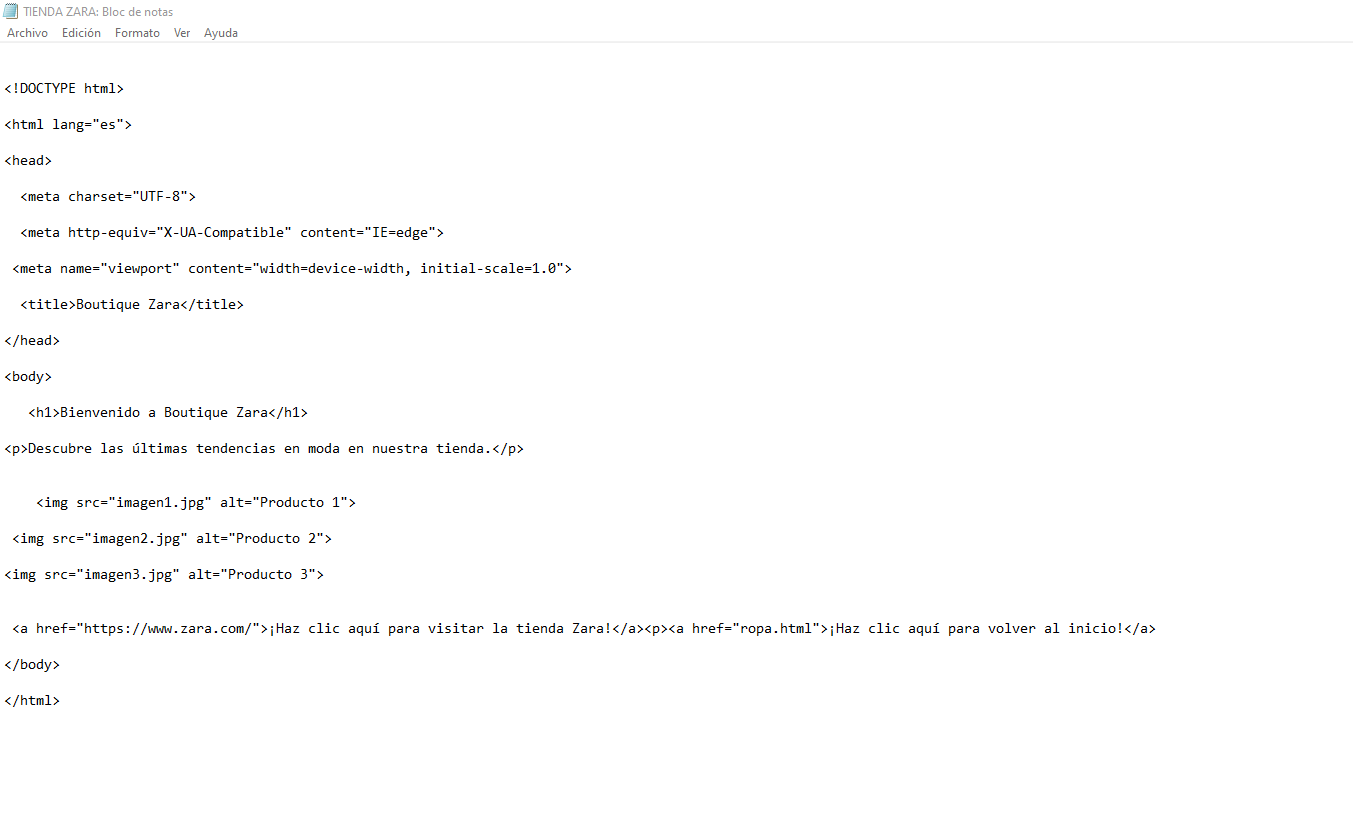 TIENDA ZARA: Bloc de notas
Archivo Edición Formato Ver Ayuda
<!DOCTYPE html>
<html lang="es">
<head>
<meta charset="UTF-8">
<meta http-equiv="X-UA-Compatible" content="IE=edge">
<meta name="viewport" content="width=device-width, initial-scale=1.0">
<title>Boutique Zara</title>
</head>
<body>
<h1>Bienvenido a Boutique Zara</h1>
<p>Descubre las últimas tendencias en moda en nuestra tienda.</p>
<img src="imagen1.jpg" alt="Producto 1">
<img src="imagen2.jpg" alt="Producto 2">
<img src="imagen3.jpg" alt="Producto 3">
<a href="https://www.zara.com/">¡Haz clic aquí para visitar la tienda Zara!</a><p><a href="ropa.html">¡Haz clic aquí para volver al inicio!</a>
</body>
</html>